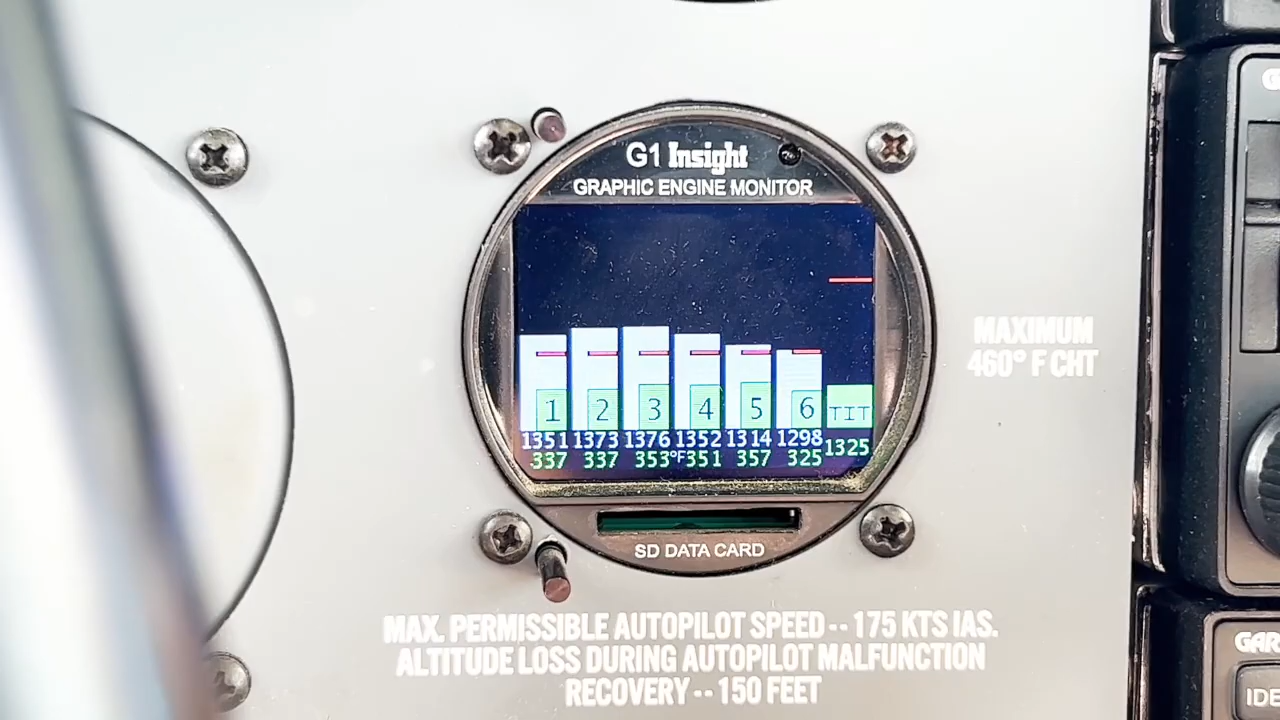 G1 Insight
GRAPHIC ENGINE MONITOR
1 2 3 4 5 6 TIT
1351 1373 1376 1352 1314 1298 1325
337 337 353°F 351 357 325
SD DATA CARD
MAXIMUM
460° F CHT
MAX. PERMISSIBLE AUTOPILOT SPEED -- 175 KTS IAS.
ALTITUDE LOSS DURING AUTOPILOT MALFUNCTION
RECOVERY -- 150 FEET
GAR
IDE